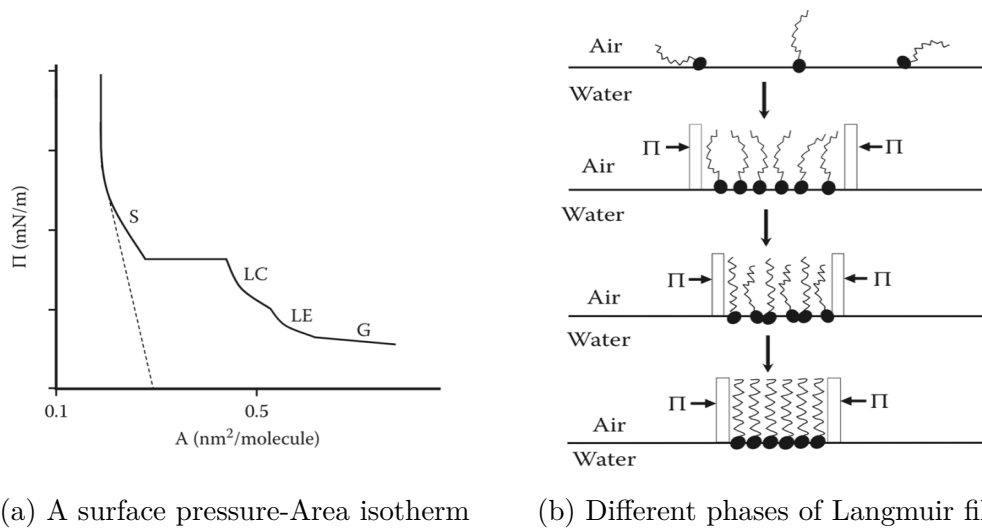 Π (mN/m)
S
LC
LE
G
0.1
0.5
A (nm²/molecule)
(a) A surface pressure-Area isotherm
Air
Water
Π
Π
Air
Water
Π
Π
Air
Water
Π
Π
Air
Water
(b) Different phases of Langmuir fil